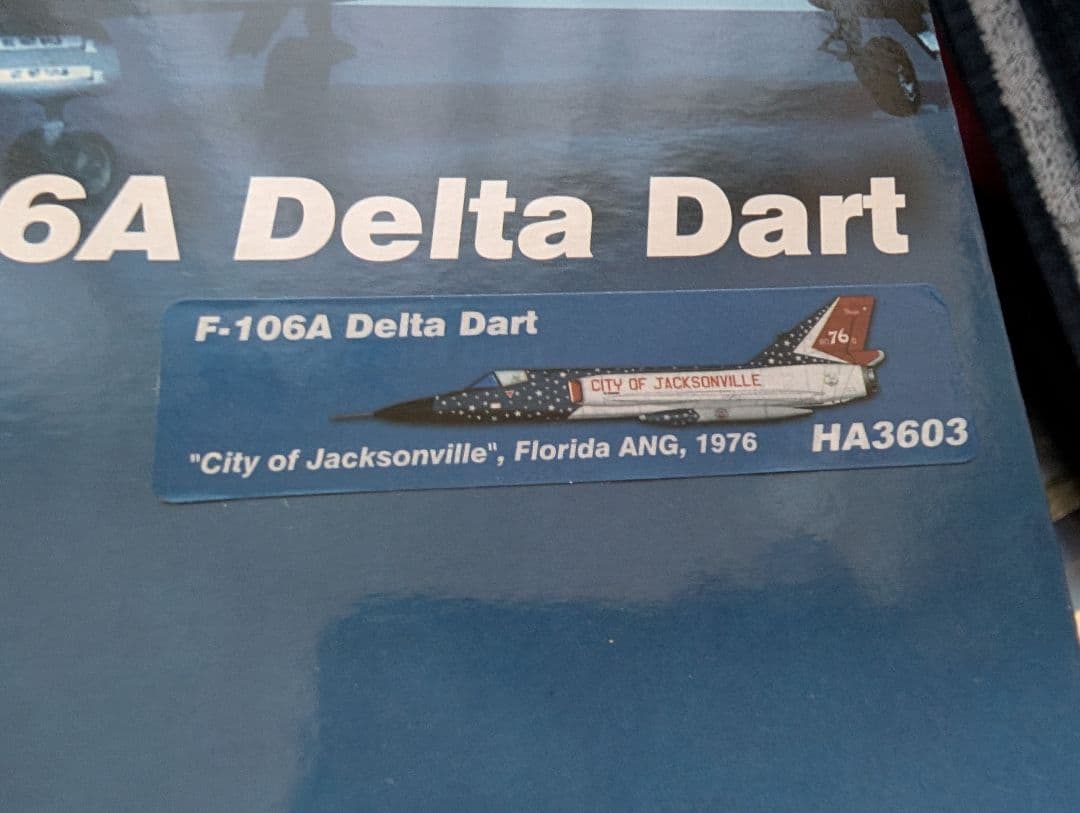 6A Delta Dart
F-106A Delta Dart
76
CITY OF JACKSONVILLE
"City of Jacksonville", Florida ANG, 1976
HA3603